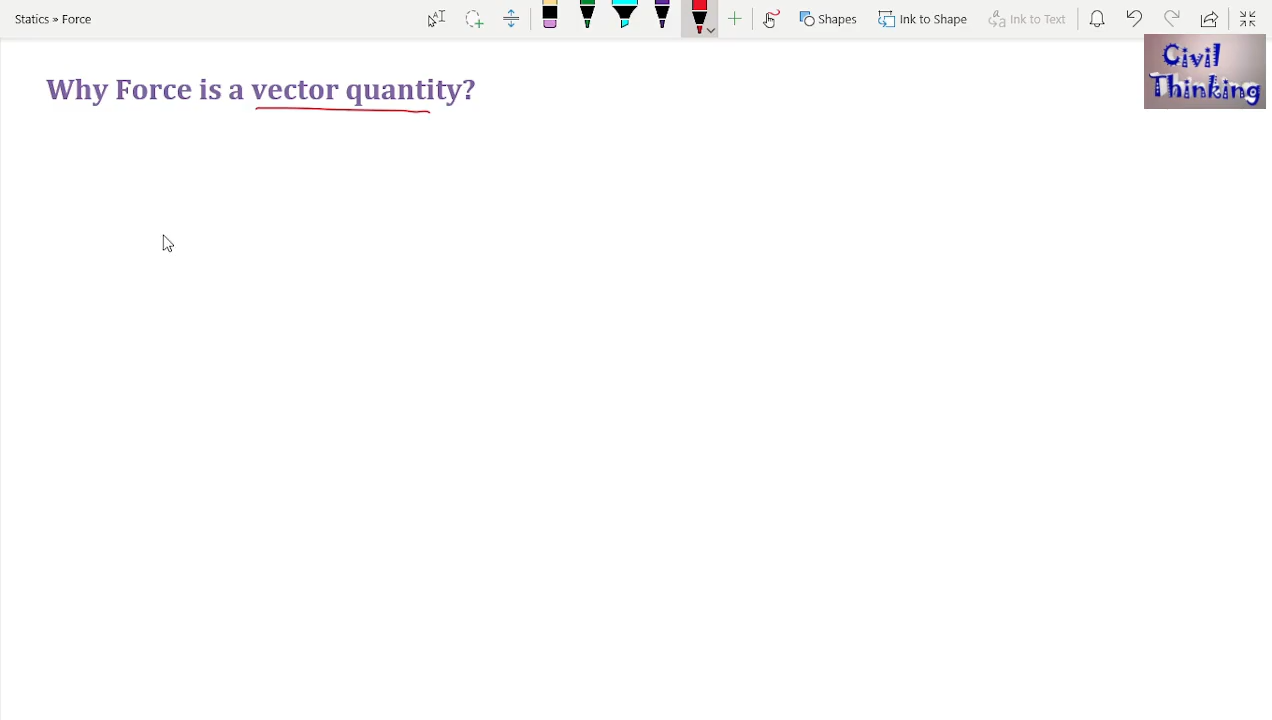 Statics » Force
Shapes
Ink to Shape
Ink to Text
Civil
Thinking
Why Force is a vector quantity?